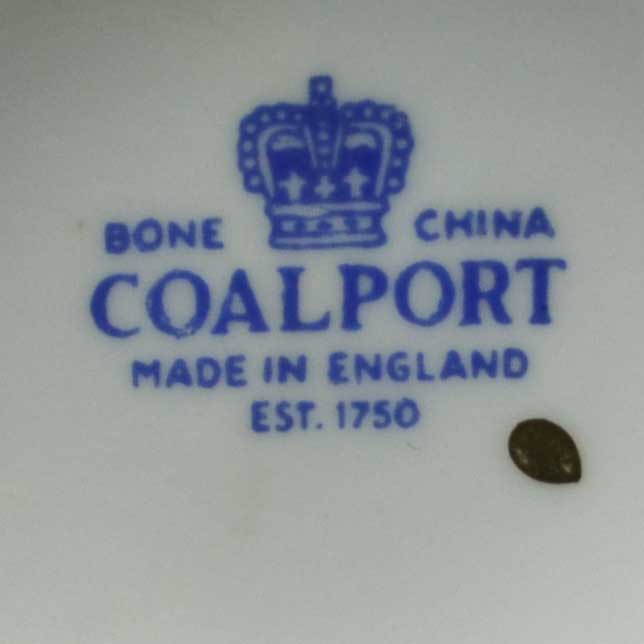 BONE CHINA
COALPORT
MADE IN ENGLAND
EST. 1750